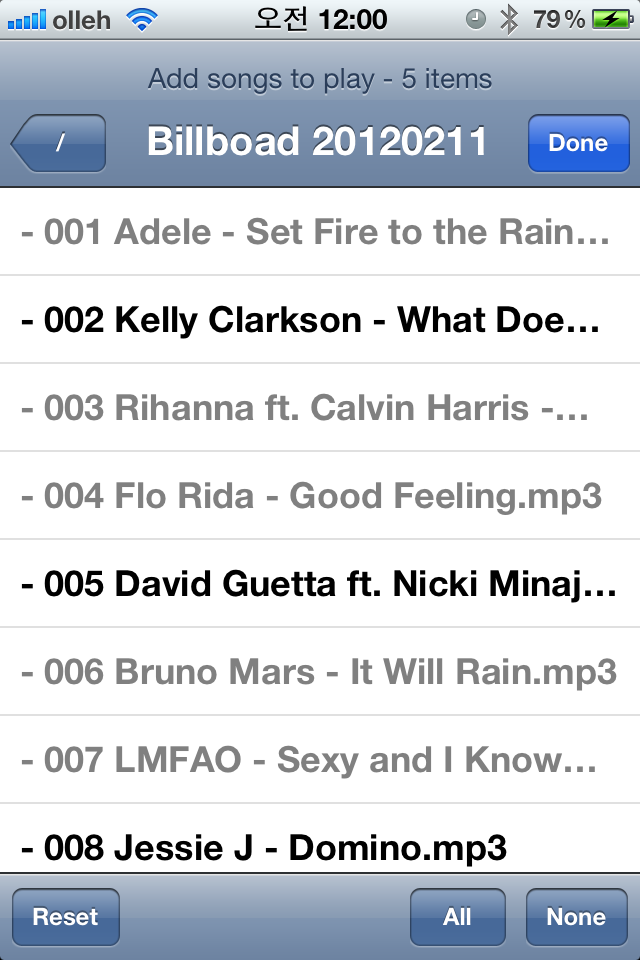 olleh 오전 12:00 79%
Add songs to play - 5 items
/ Billboad 20120211 Done
- 001 Adele - Set Fire to the Rain...
- 002 Kelly Clarkson - What Doe...
- 003 Rihanna ft. Calvin Harris -...
- 004 Flo Rida - Good Feeling.mp3
- 005 David Guetta ft. Nicki Minaj...
- 006 Bruno Mars - It Will Rain.mp3
- 007 LMFAO - Sexy and I Know...
- 008 Jessie J - Domino.mp3
Reset All None